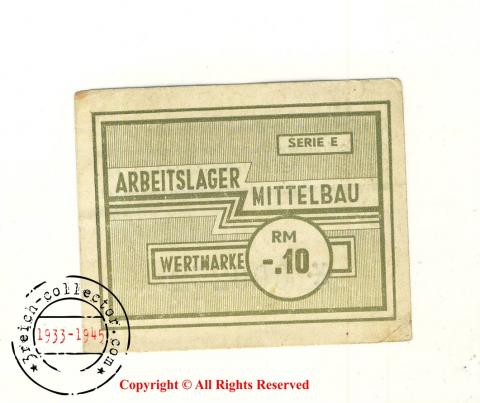 SERIE E
ARBEITSLAGER
MITTELBAU
RM
WERTMARKE
-.10
3reich-collector.com
1933-1945
Copyright © All Rights Reserved